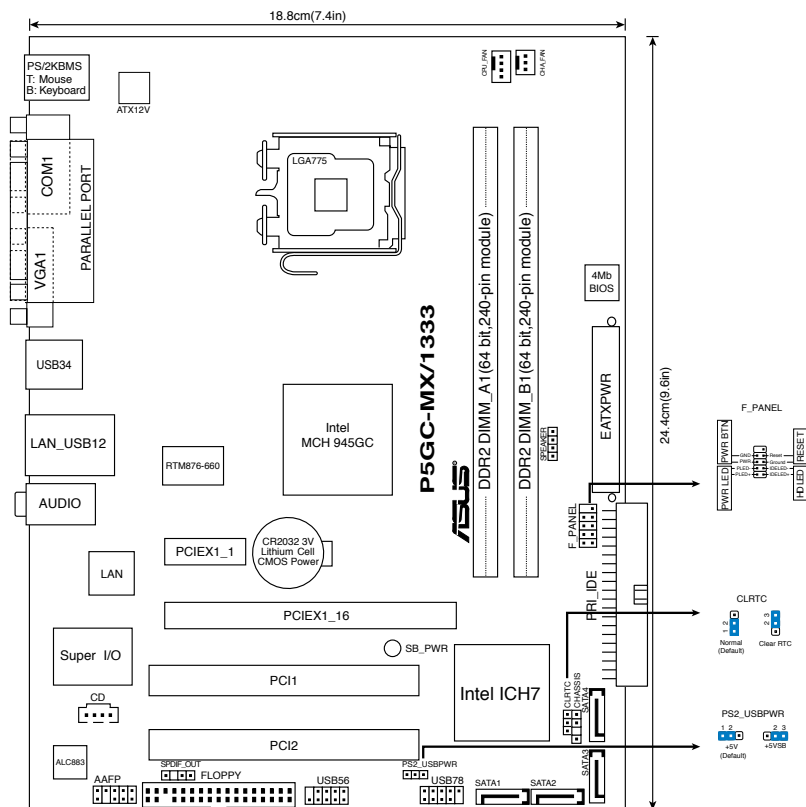 18.8cm(7.4in)
PS/2KBMS
T: Mouse
B: Keyboard
ATX12V
CPU_FAN
CHA_FAN
COM1
PARALLEL PORT
VGA1
LGA775
DDR2 DIMM_A1(64 bit,240-pin module)
DDR2 DIMM_B1(64 bit,240-pin module)
4Mb
BIOS
24.4cm(9.6in)
USB34
P5GC-MX/1333
ASUS
EATXPWR
Intel
MCH 945GC
LAN_USB12
RTM876-660
SPEAKER
AUDIO
F_PANEL
F_PANEL
PWR BTN
RESET
GND
Reset
PWR
Ground
PLED-
IDELED-
PLED+
IDELED+
PWR LED
HD LED
PCIEX1_1
CR2032 3V
Lithium Cell
CMOS Power
LAN
PRI_IDE
PCIEX1_16
CLRTC
1 2
2 3
Normal
(Default)
Clear RTC
Super I/O
SB_PWR
PCI1
Intel ICH7
CLRTC
CHASSIS
SATA4
CD
PS2_USBPWR
1 2
2 3
+5V
(Default)
+5VSB
PCI2
ALC883
SPDIF_OUT
PS2_USBPWR
SATA3
AAFP
FLOPPY
USB56
USB78
SATA1
SATA2